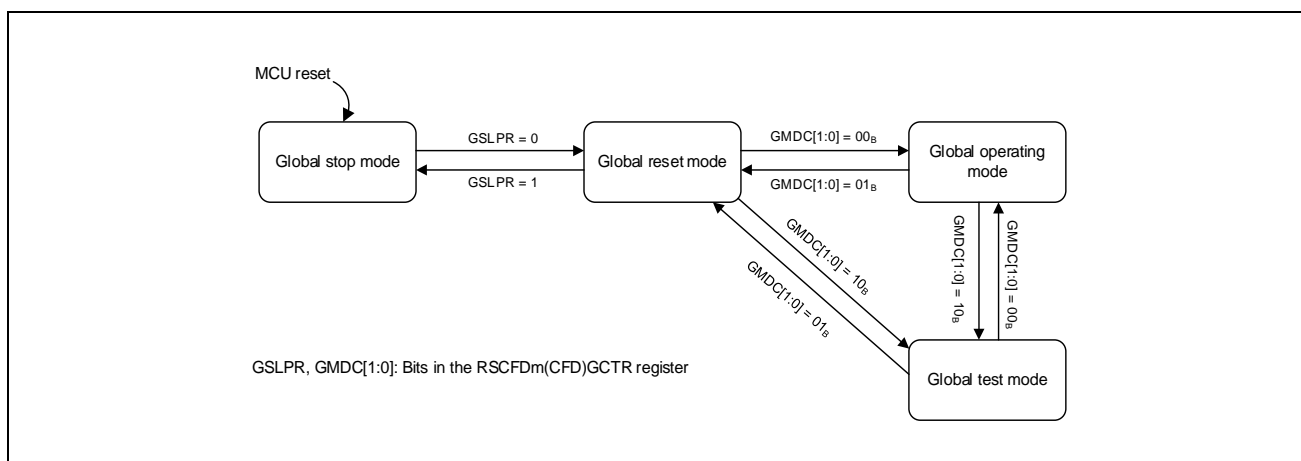 MCU reset
Global stop mode
GSLPR = 0
GSLPR = 1
Global reset mode
GMDC[1:0] = 00B
GMDC[1:0] = 01B
Global operating
mode
GMDC[1:0] = 10B
GMDC[1:0] = 01B
GMDC[1:0] = 10B
GMDC[1:0] = 00B
GSLPR, GMDC[1:0]: Bits in the RSCFDm(CFD)GCTR register
Global test mode